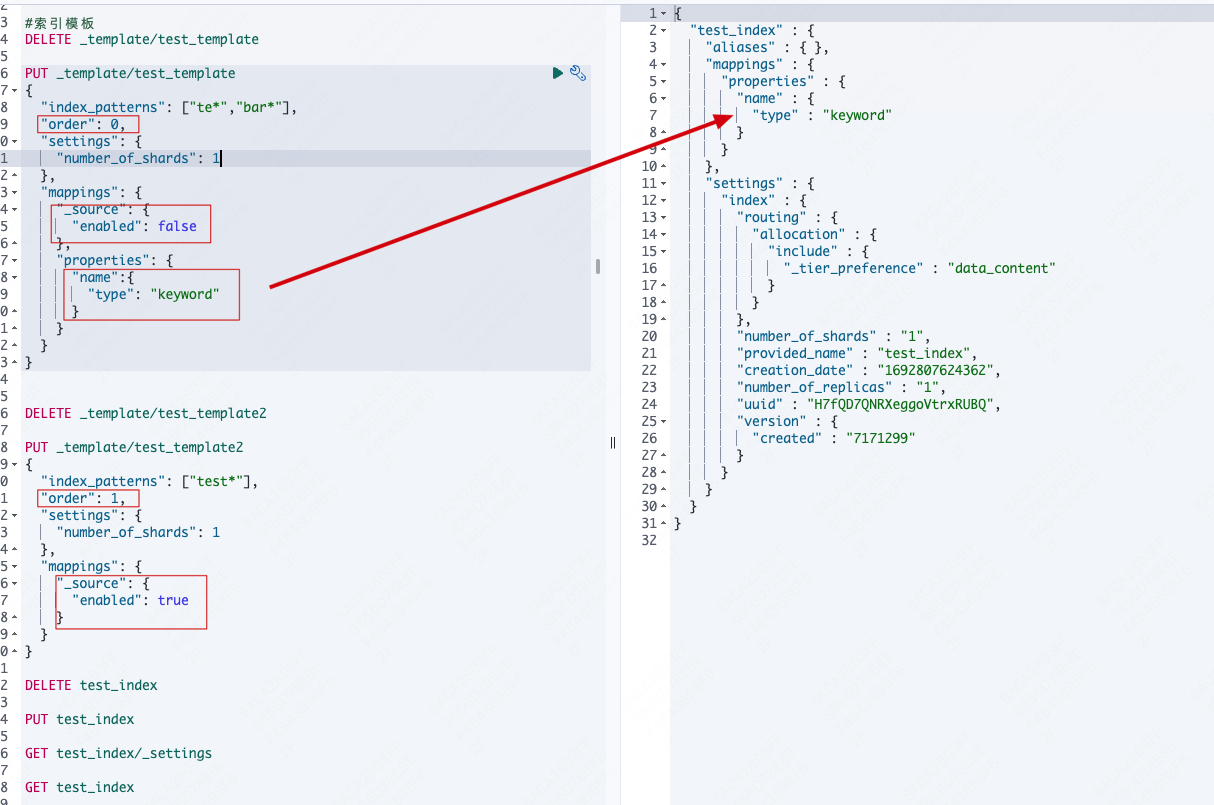 2
3 #索引模板
4 DELETE _template/test_template
5
6 PUT _template/test_template
7 {
8 "index_patterns": ["te*","bar*"],
9 "order": 0,
0 "settings": {
1 "number_of_shards": 1
2 },
3 "mappings": {
4 "_source": {
5 "enabled": false
6 },
7 "properties": {
8 "name":{
9 "type": "keyword"
0 }
1 }
2 }
3 }
4
5
6 DELETE _template/test_template2
7
8 PUT _template/test_template2
9 {
0 "index_patterns": ["test*"],
1 "order": 1,
2 "settings": {
3 "number_of_shards": 1
4 },
5 "mappings": {
6 "_source": {
7 "enabled": true
8 }
9 }
0 }
1
2 DELETE test_index
3
4 PUT test_index
5
6 GET test_index/_settings
7
8 GET test_index
9
1 {
2 "test_index" : {
3 "aliases" : { },
4 "mappings" : {
5 "properties" : {
6 "name" : {
7 "type" : "keyword"
8 }
9 }
10 },
11 "settings" : {
12 "index" : {
13 "routing" : {
14 "allocation" : {
15 "include" : {
16 "_tier_preference" : "data_content"
17 }
18 }
19 },
20 "number_of_shards" : "1",
21 "provided_name" : "test_index",
22 "creation_date" : "1692807624362",
23 "number_of_replicas" : "1",
24 "uuid" : "H7fQD7QNRXeggoVtrxRUBQ",
25 "version" : {
26 "created" : "7171299"
27 }
28 }
29 }
30 }
31 }
32